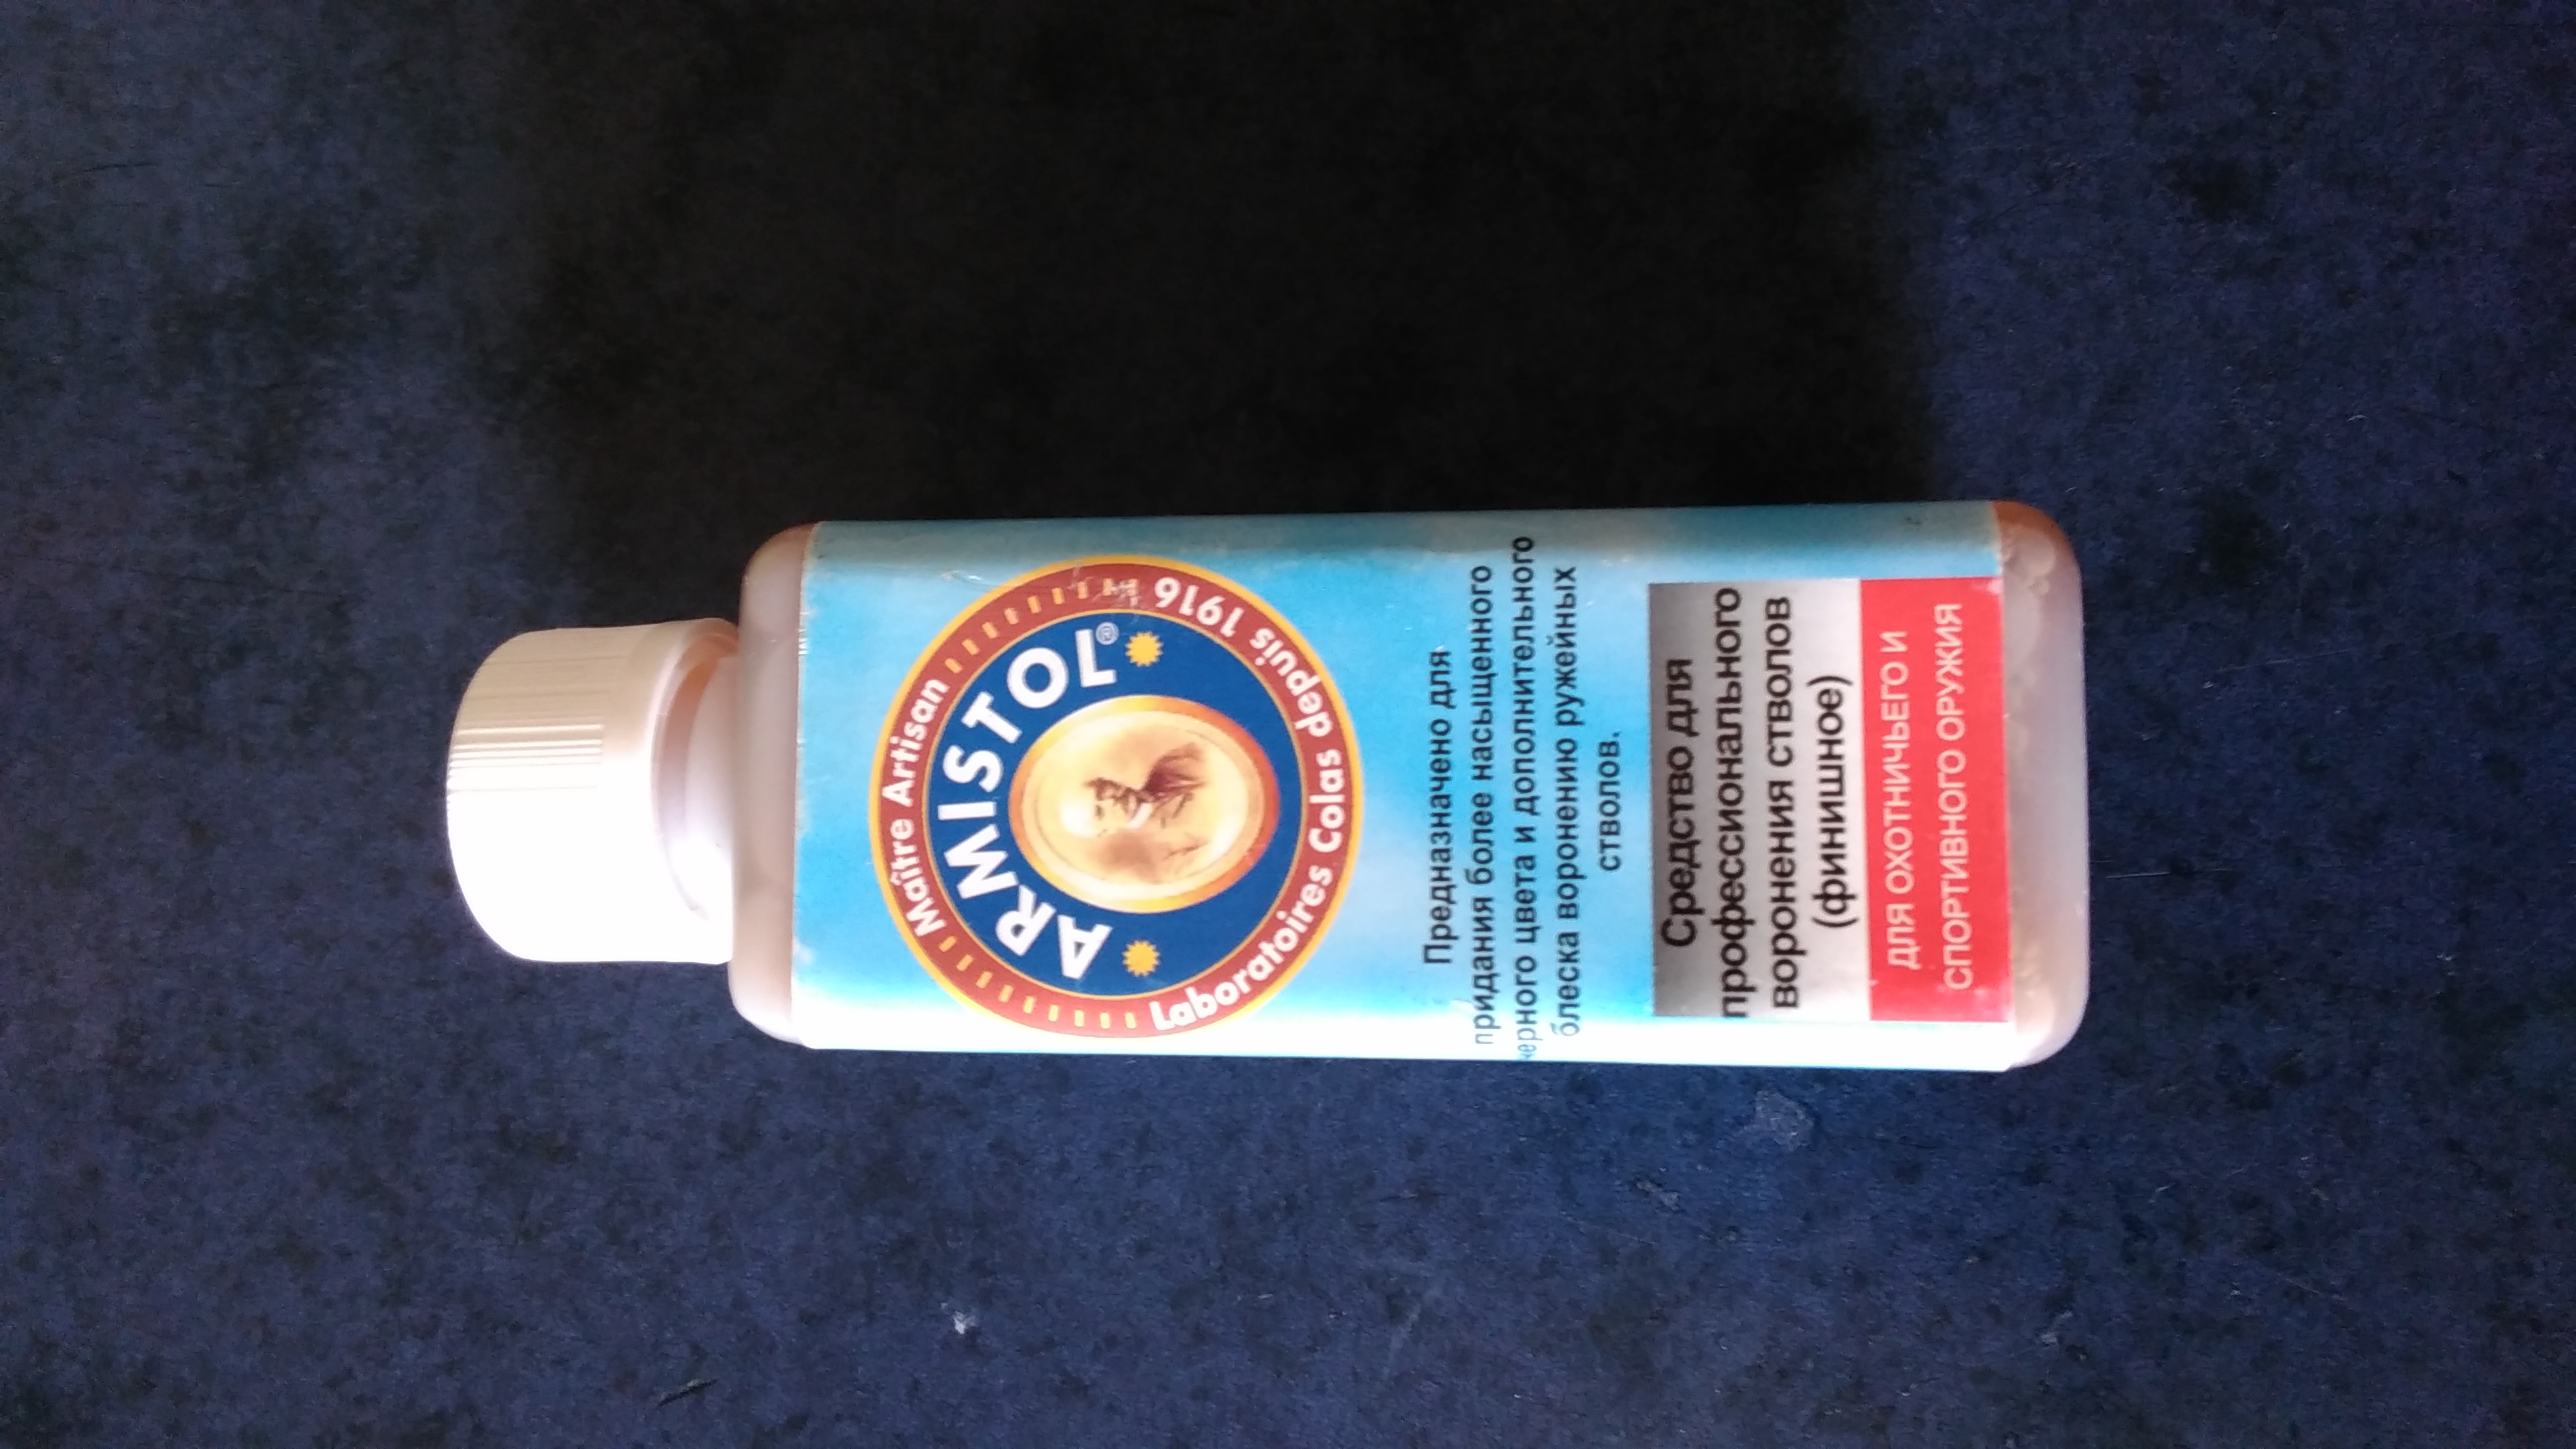 Maître Artisan
ARMISTOL®
Laboratoires Colas depuis 1916
Предназначено для
придания более насыщенного
черного цвета и дополнительного
блеска воронению ружейных
стволов.
Средство для
профессионального
воронения стволов
(финишное)
ДЛЯ ОХОТНИЧЬЕГО И
СПОРТИВНОГО ОРУЖИЯ